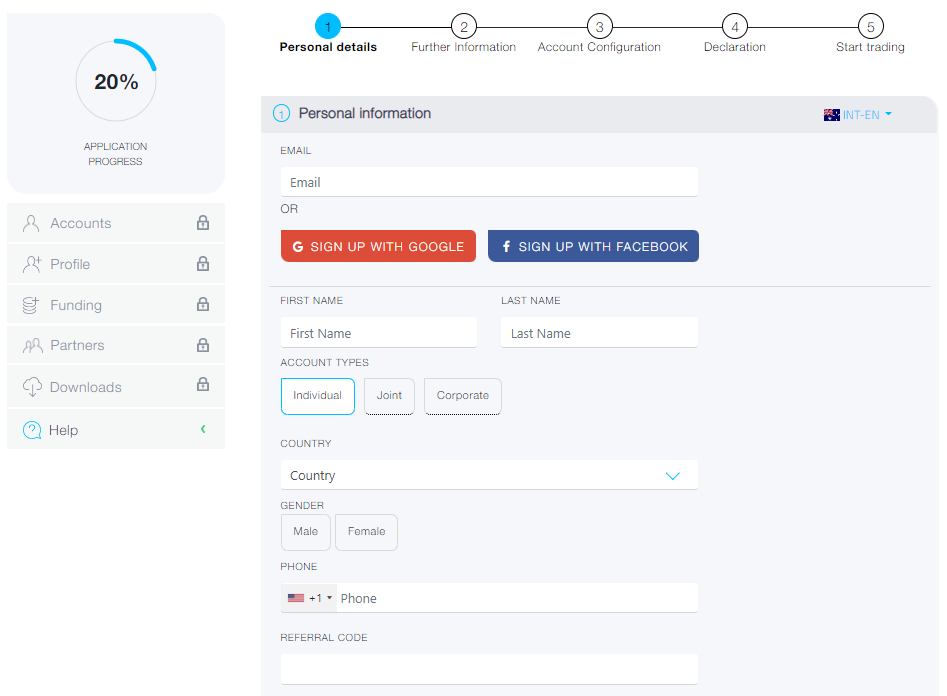 20%
APPLICATION
PROGRESS
Accounts
Profile
Funding
Partners
Downloads
Help
1 2 3 4 5
Personal details Further Information Account Configuration Declaration Start trading
1 Personal information INT-EN
EMAIL
Email
OR
G SIGN UP WITH GOOGLE f SIGN UP WITH FACEBOOK
FIRST NAME LAST NAME
First Name Last Name
ACCOUNT TYPES
Individual Joint Corporate
COUNTRY
Country
GENDER
Male Female
PHONE
+1 Phone
REFERRAL CODE